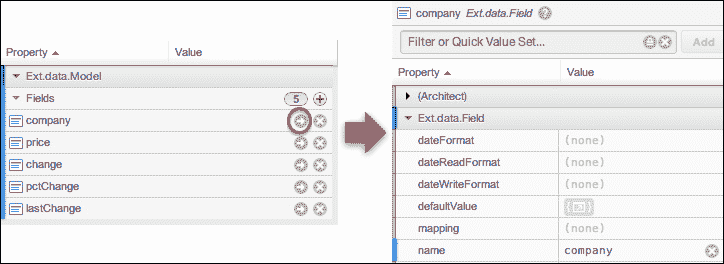 Property Value
Ext.data.Model
Fields 5
company
price
change
pctChange
lastChange
company Ext.data.Field
Filter or Quick Value Set... Add
Property Value
(Architect)
Ext.data.Field
dateFormat (none)
dateReadFormat (none)
dateWriteFormat (none)
defaultValue
mapping (none)
name company